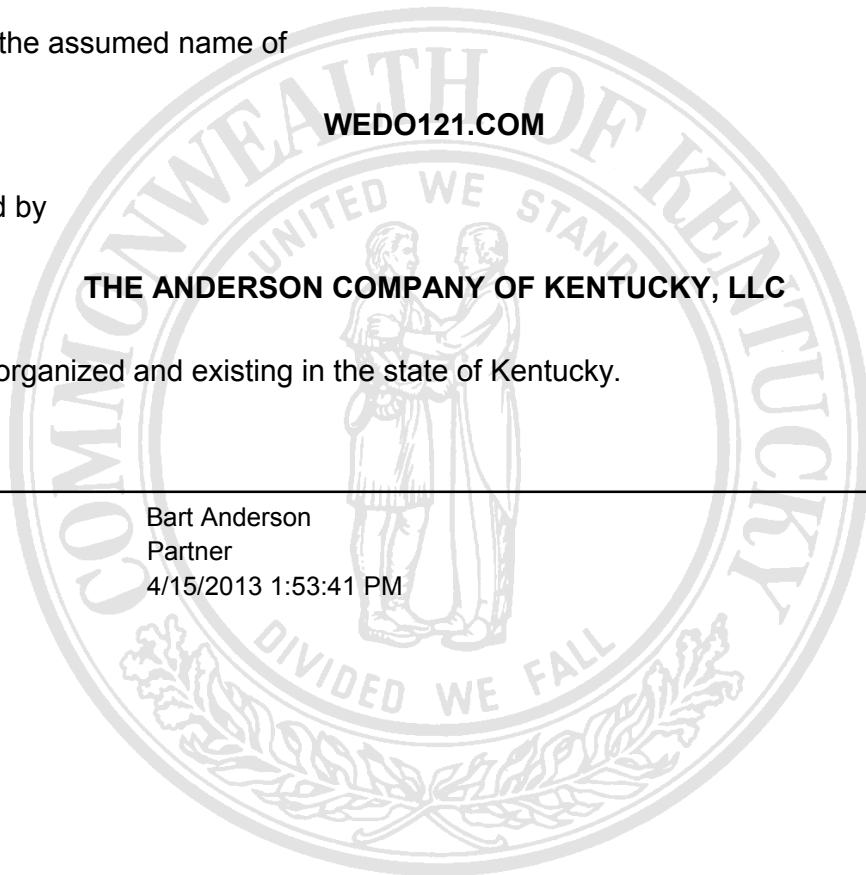 the assumed name of
WEDO121.COM
d by
THE ANDERSON COMPANY OF KENTUCKY, LLC
organized and existing in the state of Kentucky.
Bart Anderson
Partner
4/15/2013 1:53:41 PM
COMMONWEALTH OF KENTUCKY
UNITED WE STAND
DIVIDED WE FALL